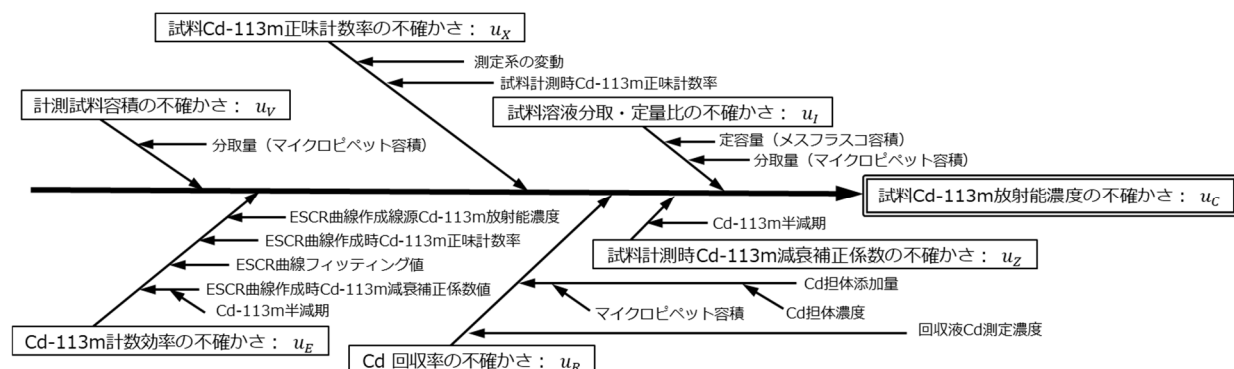 試料Cd-113m正味計数率の不確かさ： u_X
測定系の変動
試料計測時Cd-113m正味計数率
計測試料容積の不確かさ： u_V
分取量（マイクロピペット容積）
試料溶液分取・定量比の不確かさ： u_I
定容量（メスフラスコ容積）
分取量（マイクロピペット容積）
試料Cd-113m放射能濃度の不確かさ： u_C
ESCR曲線作成線源Cd-113m放射能濃度
ESCR曲線作成時Cd-113m正味計数率
ESCR曲線フィッティング値
ESCR曲線作成時Cd-113m減衰補正係数値
Cd-113m半減期
Cd-113m計数効率の不確かさ： u_E
Cd-113m半減期
試料計測時Cd-113m減衰補正係数の不確かさ： u_Z
Cd担体添加量
マイクロピペット容積
Cd担体濃度
回収液Cd測定濃度
Cd 回収率の不確かさ： u_R